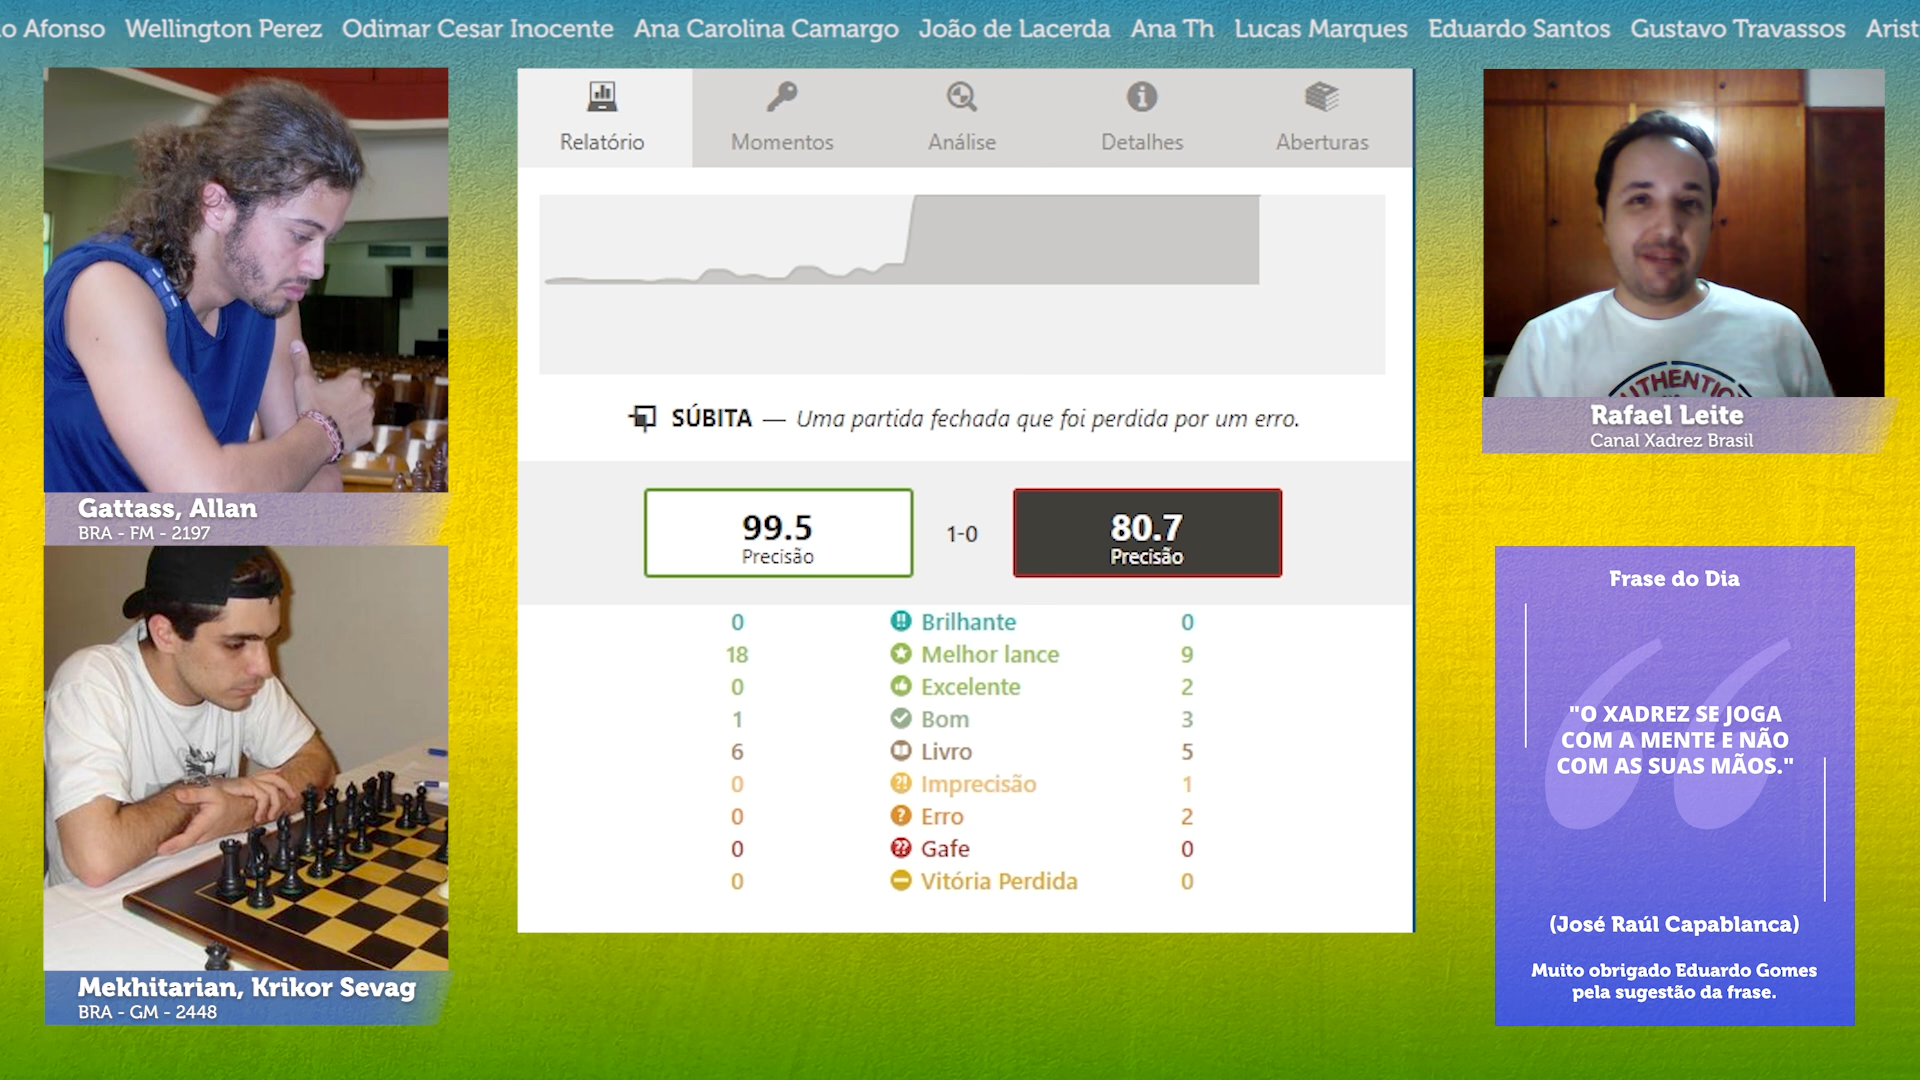 o Afonso Wellington Perez Odimar Cesar Inocente Ana Carolina Camargo João de Lacerda Ana Th Lucas Marques Eduardo Santos Gustavo Travassos Arist
Gattass, Allan
BRA - FM - 2197
Mekhitarian, Krikor Sevag
BRA - GM - 2448
Relatório Momentos Análise Detalhes Aberturas
SÚBITA — Uma partida fechada que foi perdida por um erro.
99.5 1-0 80.7
Precisão Precisão
0 Brilhante 0
18 Melhor lance 9
0 Excelente 2
1 Bom 3
6 Livro 5
0 Imprecisão 1
0 Erro 2
0 Gafe 0
0 Vitória Perdida 0
AUTHENTIC
Rafael Leite
Canal Xadrez Brasil
Frase do Dia
"O XADREZ SE JOGA
COM A MENTE E NÃO
COM AS SUAS MÃOS."
(José Raúl Capablanca)
Muito obrigado Eduardo Gomes
pela sugestão da frase.